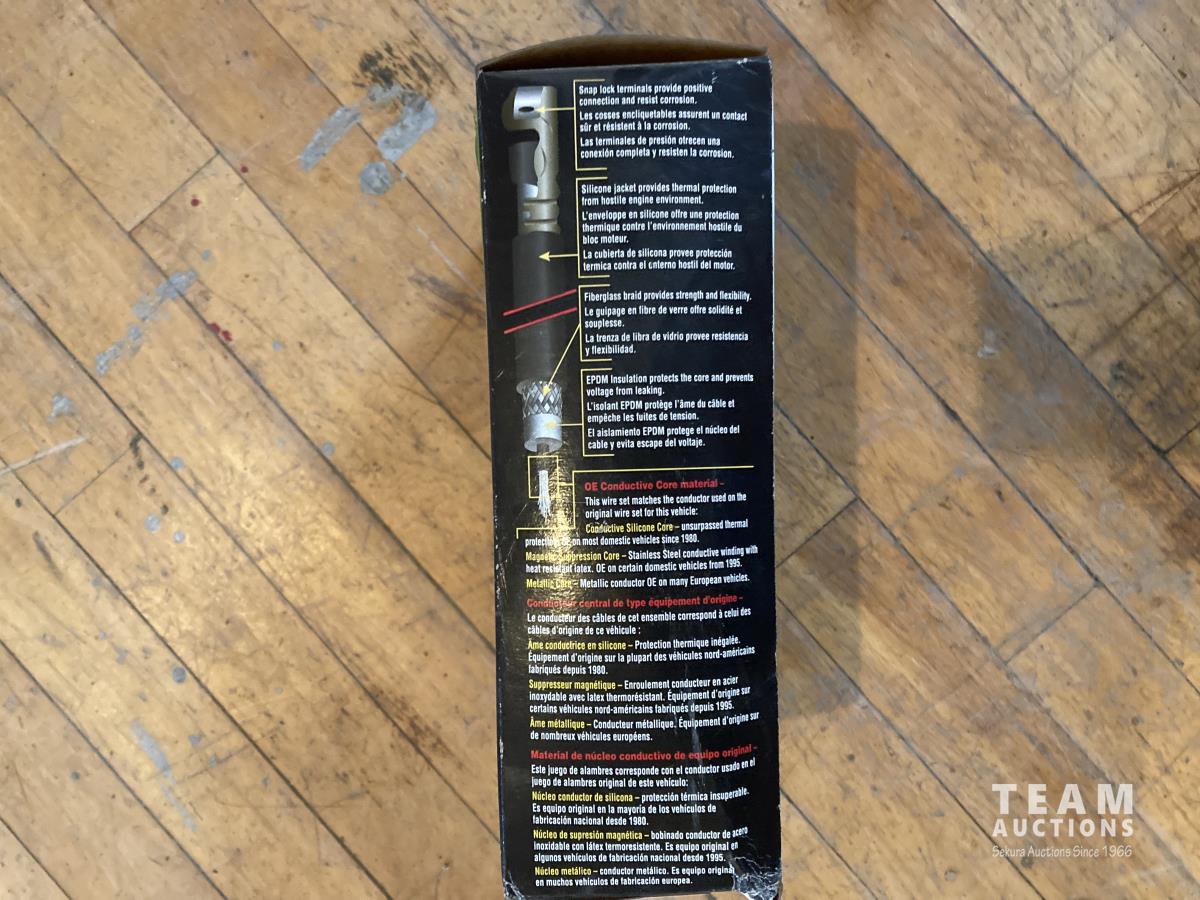 Snap lock terminals provide positive
connection and resist corrosion.
Les cosses encliquetables assurent un contact
sûr et résistent à la corrosion.
Las terminales de presión otrecen una
conexión completa y resisten la corrosion.
Silicone jacket provides thermal protection
from hostile engine environment.
L'enveloppe en silicone offre une protection
thermique contre l'environnement hostile du
bloc moteur.
La cubierta de silicona provee protección
termica contra el enterno hostil del motor.
Fiberglass braid provides strength and flexibility.
Le guipage en fibre de verre offre solidité et
souplesse.
La trenza de libra de vidrio provee resistencia
y flexibilidad.
EPDM Insulation protects the core and prevents
voltage from leaking.
L'isolant EPDM protège l'âme du câble et
empêche les fuites de tension.
El aislamiento EPDM protege el núcleo del
cable y evita escape del voltaje.
OE Conductive Core material –
This wire set matches the conductor used on the
original wire set for this vehicle:
Conductive Silicone Core – unsurpassed thermal
on most domestic vehicles since 1980.
Magnetic Suppression Core – Stainless Steel conductive winding with
heat resistant latex. OE on certain domestic vehicles from 1995.
Metallic Core – Metallic conductor OE on many European vehicles.
Conducteur central de type équipement d'origine –
Le conducteur des câbles de cet ensemble correspond à celui des
câbles d'origine de ce véhicule :
Âme conductrice en silicone – Protection thermique inégalée.
Équipement d'origine sur la plupart des véhicules nord-américains
fabriqués depuis 1980.
Suppresseur magnétique – Enroulement conducteur en acier
inoxydable avec latex thermorésistant. Équipement d'origine sur
certains véhicules nord-américains fabriqués depuis 1995.
Âme métallique – Conducteur métallique. Équipement d'origine sur
de nombreux véhicules européens.
Material de núcleo conductivo de equipo original –
Este juego de alambres corresponde con el conductor usado en el
juego de alambres original de este vehículo:
Núcleo conductor de silicona – protección térmica insuperable.
Es equipo original en la mayoría de los vehículos de
fabricación nacional desde 1980.
Núcleo de supresión magnética – bobinado conductor de acero
inoxidable con látex termoresistente. Es equipo original en
algunos vehículos de fabricación nacional desde 1995.
Núcleo metálico – conductor metálico. Es equipo original
en muchos vehículos de fabricación europea.
TEAM
AUCTIONS
Sekura Auctions Since 1966